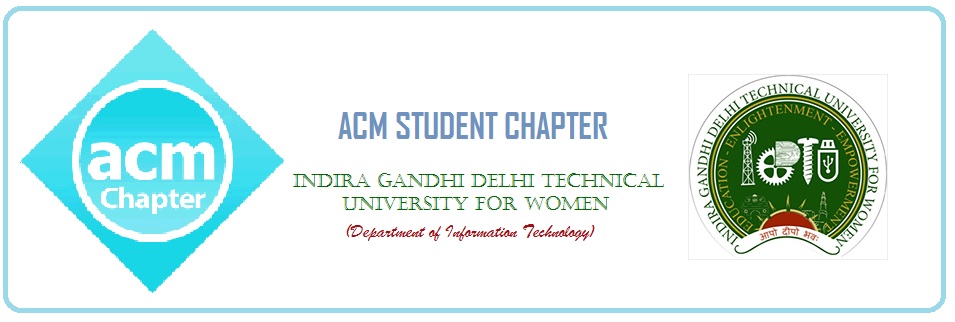 acm
Chapter
ACM STUDENT CHAPTER
INDIRA GANDHI DELHI TECHNICAL
UNIVERSITY FOR WOMEN
(Department of Information Technology)
INDIRA GANDHI DELHI TECHNICAL UNIVERSITY FOR WOMEN
EDUCATION - ENLIGHTENMENT - EMPOWERMENT
आपो दीपो भवः